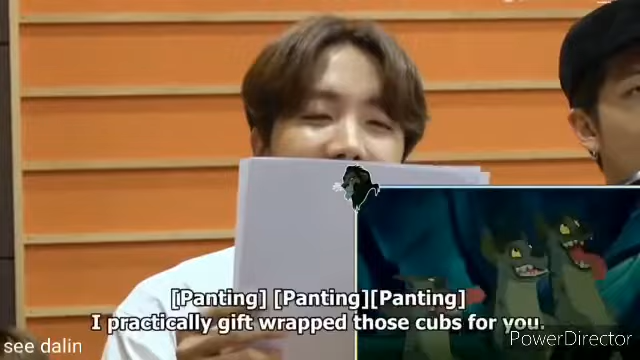 [Panting] [Panting][Panting]
I practically gift wrapped those cubs for you.
see dalin
PowerDirector